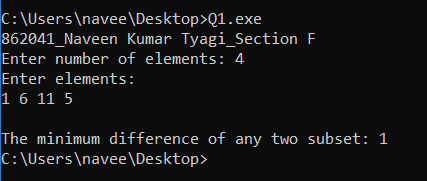 C:\Users\navee\Desktop>Q1.exe
862041_Naveen Kumar Tyagi_Section F
Enter number of elements: 4
Enter elements:
1 6 11 5
The minimum difference of any two subset: 1
C:\Users\navee\Desktop>